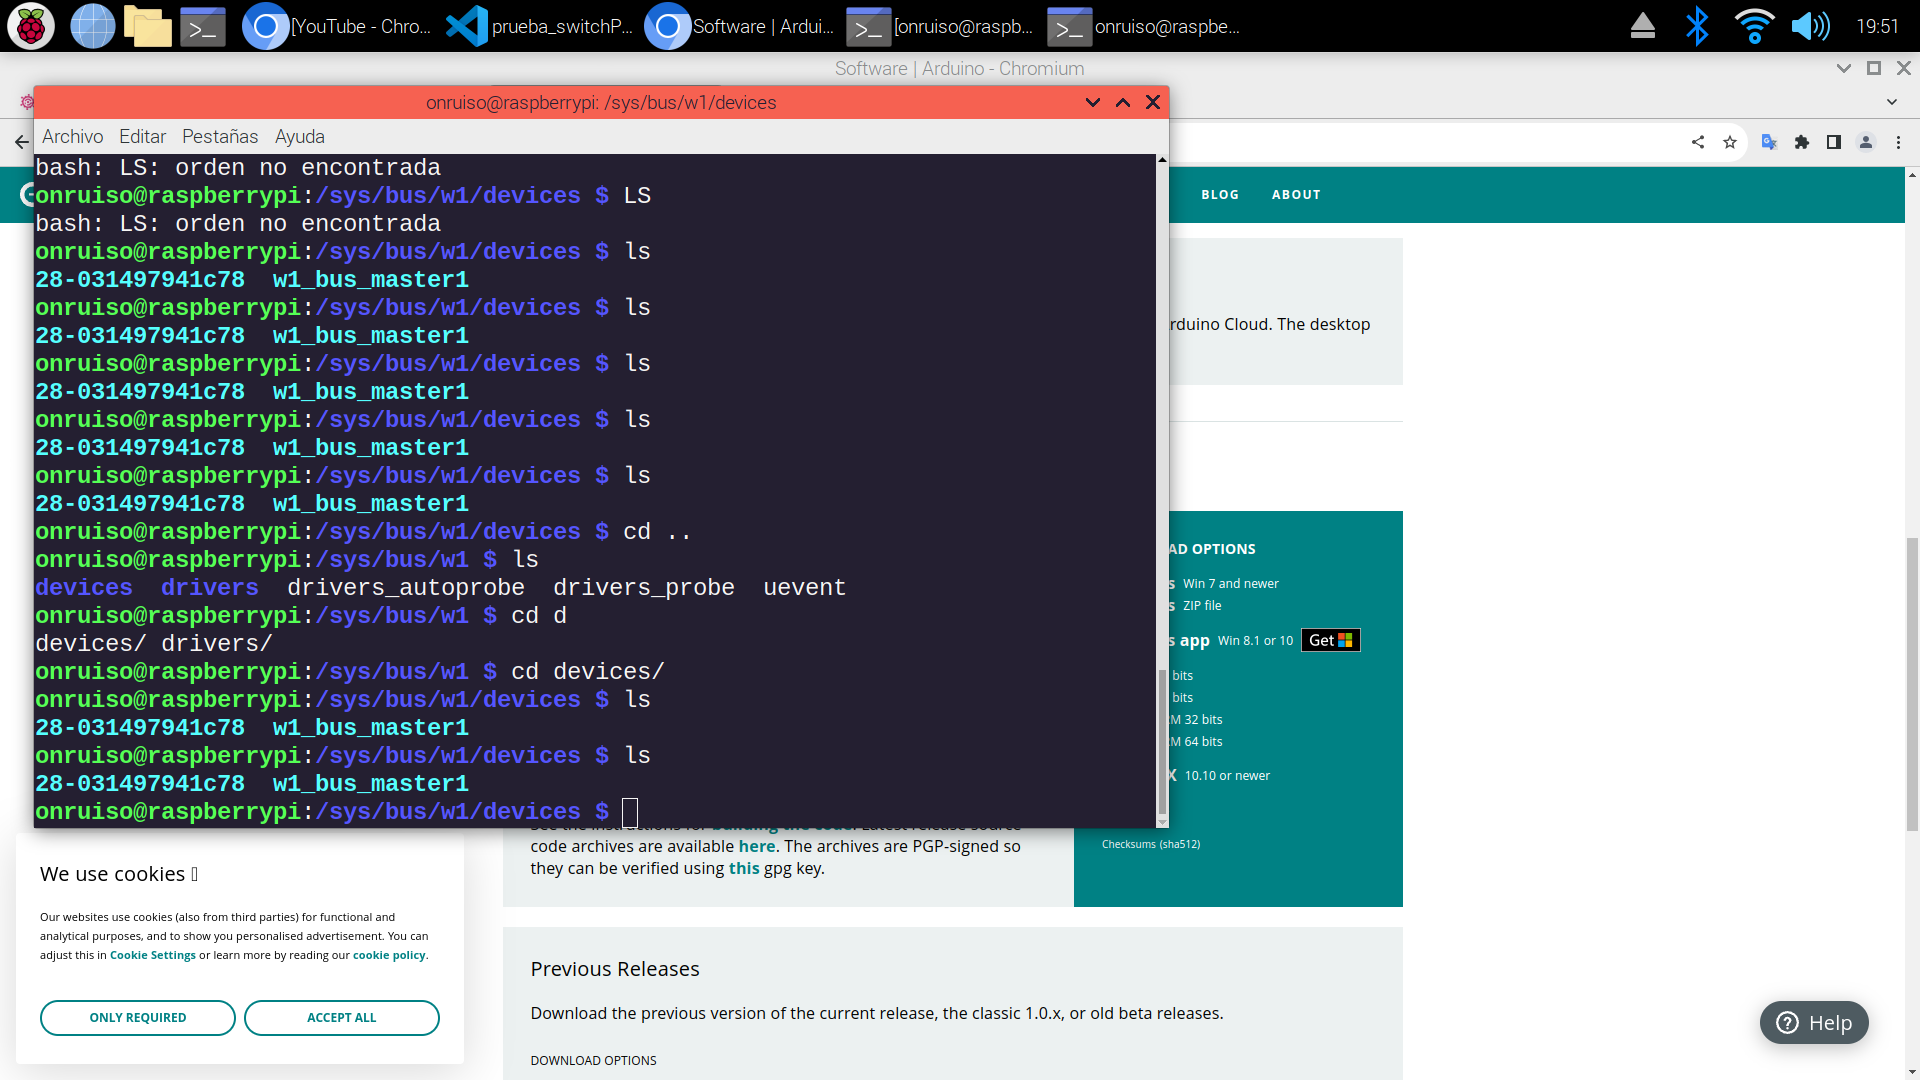 [YouTube - Chro...
prueba_switchP...
Software | Ardui...
[onruiso@raspb...
onruiso@raspbe...
19:51
Software | Arduino - Chromium
onruiso@raspberrypi: /sys/bus/w1/devices
Archivo Editar Pestañas Ayuda
bash: LS: orden no encontrada
onruiso@raspberrypi:/sys/bus/w1/devices $ LS
bash: LS: orden no encontrada
onruiso@raspberrypi:/sys/bus/w1/devices $ ls
28-031497941c78 w1_bus_master1
onruiso@raspberrypi:/sys/bus/w1/devices $ ls
28-031497941c78 w1_bus_master1
onruiso@raspberrypi:/sys/bus/w1/devices $ ls
28-031497941c78 w1_bus_master1
onruiso@raspberrypi:/sys/bus/w1/devices $ ls
28-031497941c78 w1_bus_master1
onruiso@raspberrypi:/sys/bus/w1/devices $ ls
28-031497941c78 w1_bus_master1
onruiso@raspberrypi:/sys/bus/w1/devices $ cd ..
onruiso@raspberrypi:/sys/bus/w1 $ ls
devices drivers drivers_autoprobe drivers_probe uevent
onruiso@raspberrypi:/sys/bus/w1 $ cd d
devices/ drivers/
onruiso@raspberrypi:/sys/bus/w1 $ cd devices/
onruiso@raspberrypi:/sys/bus/w1/devices $ ls
28-031497941c78 w1_bus_master1
onruiso@raspberrypi:/sys/bus/w1/devices $ ls
28-031497941c78 w1_bus_master1
onruiso@raspberrypi:/sys/bus/w1/devices $
BLOG ABOUT
rduino Cloud. The desktop
AD OPTIONS
s Win 7 and newer
s ZIP file
s app Win 8.1 or 10 Get
bits
bits
M 32 bits
M 64 bits
X 10.10 or newer
Checksums (sha512)
See the instructions for building the code. Latest release source
code archives are available here. The archives are PGP-signed so
they can be verified using this gpg key.
We use cookies
Our websites use cookies (also from third parties) for functional and
analytical purposes, and to show you personalised advertisement. You can
adjust this in Cookie Settings or learn more by reading our cookie policy.
ONLY REQUIRED
ACCEPT ALL
Previous Releases
Download the previous version of the current release, the classic 1.0.x, or old beta releases.
DOWNLOAD OPTIONS
Help